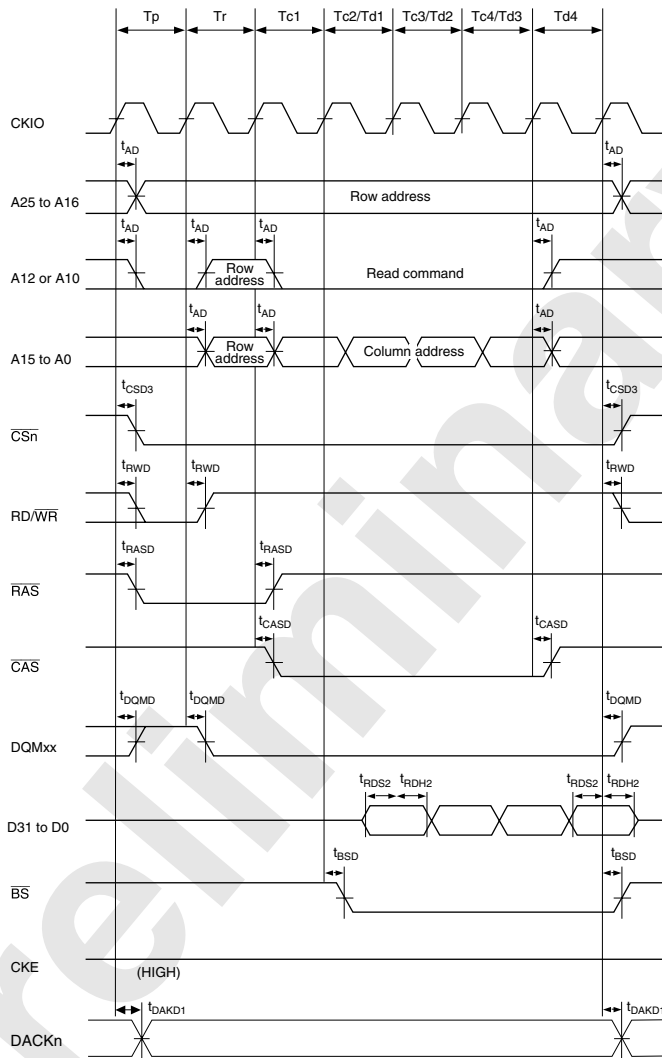 Tp Tr Tc1 Tc2/Td1 Tc3/Td2 Tc4/Td3 Td4
CKIO
tAD tAD
A25 to A16 Row address
tAD tAD tAD tAD
A12 or A10 Row address Read command
tAD tAD tAD
A15 to A0 Row address Column address
tCSD3 tCSD3
CSn
tRWD tRWD tRWD
RD/WR
tRASD tRASD
RAS
tCASD tCASD
CAS
tDQMD tDQMD tDQMD
DQMxx
tRDS2 tRDH2 tRDS2 tRDH2
D31 to D0
tBSD tBSD
BS
CKE
(HIGH)
tDAKD1 tDAKD1
DACKn
reliminary